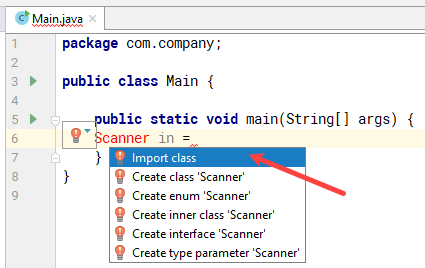 Main.java
1 package com.company;
2
3 public class Main {
4
5 public static void main(String[] args) {
6 Scanner in =
Import class
7 }
Create class 'Scanner'
8 }
Create enum 'Scanner'
9
Create inner class 'Scanner'
Create interface 'Scanner'
Create type parameter 'Scanner'